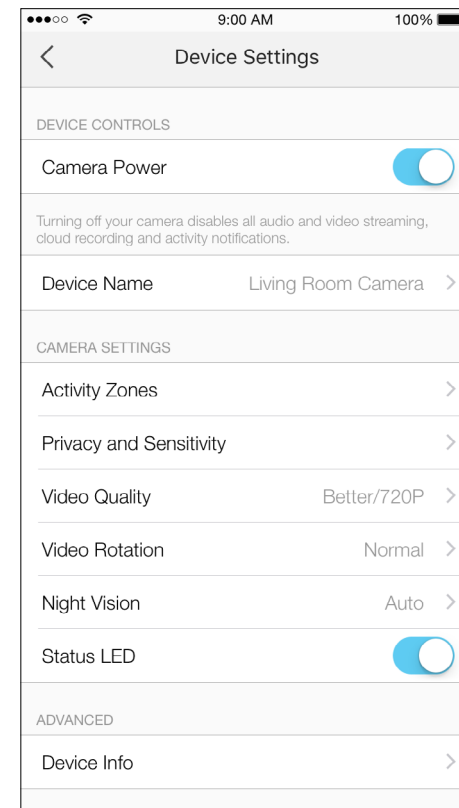 9:00 AM 100%
Device Settings
DEVICE CONTROLS
Camera Power
Turning off your camera disables all audio and video streaming,
cloud recording and activity notifications.
Device Name Living Room Camera
CAMERA SETTINGS
Activity Zones
Privacy and Sensitivity
Video Quality Better/720P
Video Rotation Normal
Night Vision Auto
Status LED
ADVANCED
Device Info